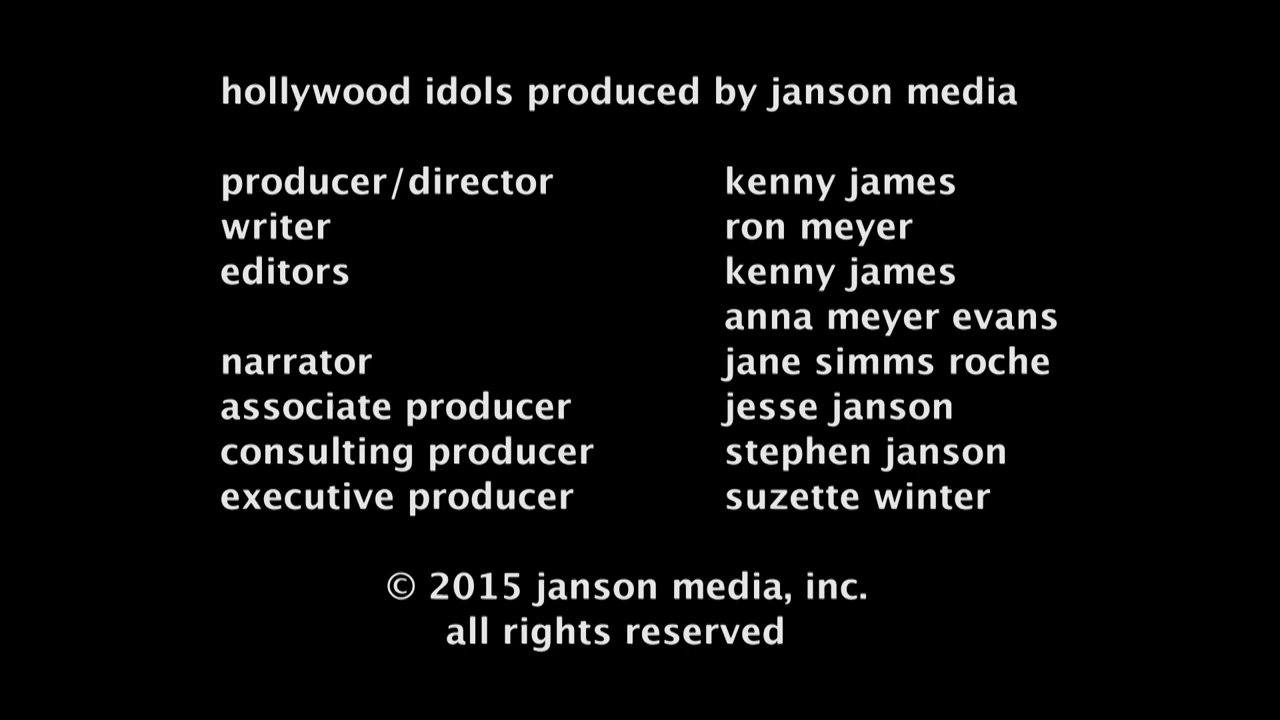 hollywood idols produced by janson media
producer/director kenny james
writer ron meyer
editors kenny james
anna meyer evans
narrator jane simms roche
associate producer jesse janson
consulting producer stephen janson
executive producer suzette winter
© 2015 janson media, inc.
all rights reserved